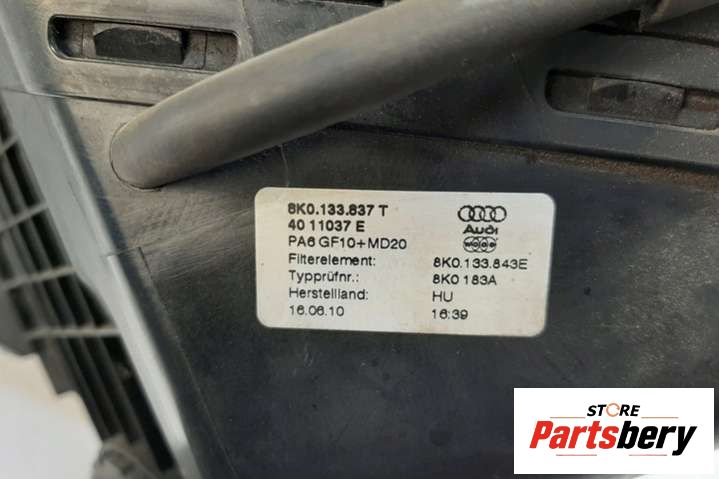 8K0.133.837 T
40 11037 E
PA6 GF10+MD20
Audi
Filterelement: 8K0.133.843E
Typprüfnr.: 8K0 183A
Herstelland: HU
16.06.10 16:39
STORE
Partsbery